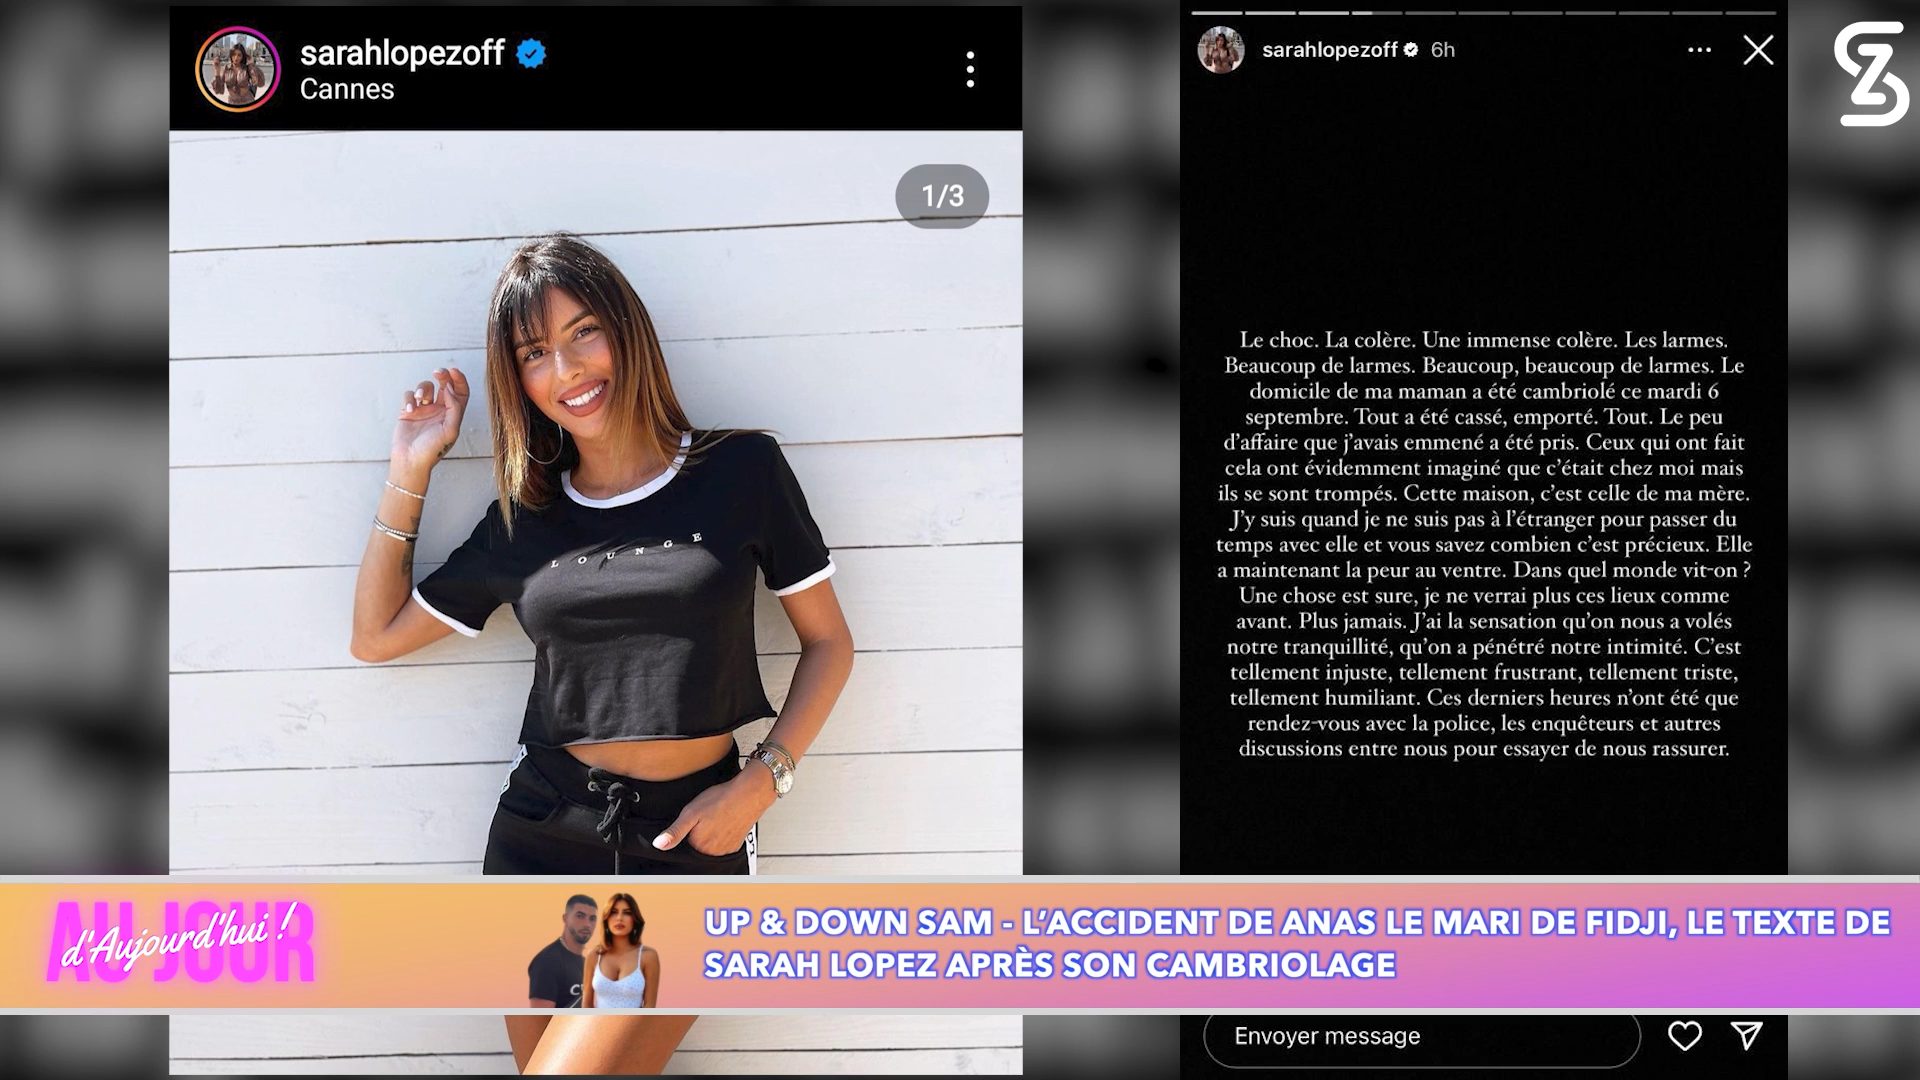 sarahlopezoff
Cannes
1/3
L O U N G E
sarahlopezoff 6h
Le choc. La colère. Une immense colère. Les larmes.
Beaucoup de larmes. Beaucoup, beaucoup de larmes. Le
domicile de ma maman a été cambriolé ce mardi 6
septembre. Tout a été cassé, emporté. Tout. Le peu
d'affaire que j'avais emmené a été pris. Ceux qui ont fait
cela ont évidemment imaginé que c'était chez moi mais
ils se sont trompés. Cette maison, c'est celle de ma mère.
J'y suis quand je ne suis pas à l'étranger pour passer du
temps avec elle et vous savez combien c'est précieux. Elle
a maintenant la peur au ventre. Dans quel monde vit-on ?
Une chose est sure, je ne verrai plus ces lieux comme
avant. Plus jamais. J'ai la sensation qu'on nous a volés
notre tranquillité, qu'on a pénétré notre intimité. C'est
tellement injuste, tellement frustrant, tellement triste,
tellement humiliant. Ces derniers heures n'ont été que
rendez-vous avec la police, les enquêteurs et autres
discussions entre nous pour essayer de nous rassurer.
AUJOUR
d'Aujourd'hui !
UP & DOWN SAM - L'ACCIDENT DE ANAS LE MARI DE FIDJI, LE TEXTE DE
SARAH LOPEZ APRÈS SON CAMBRIOLAGE
Envoyer message